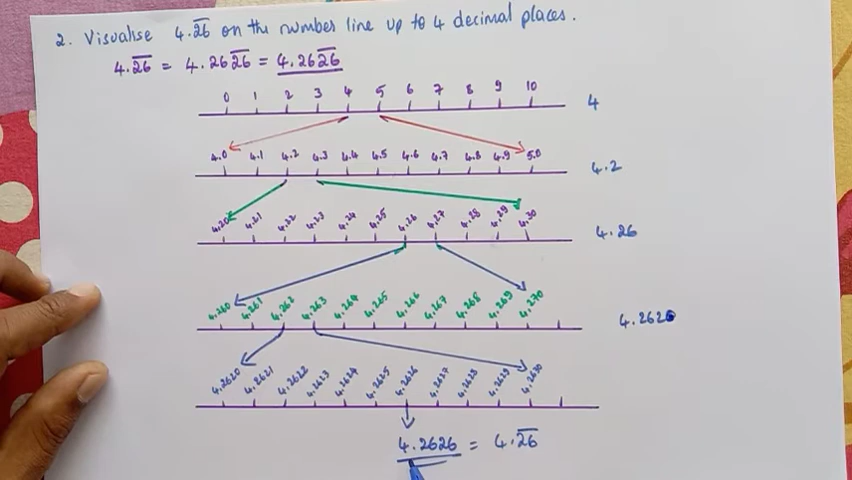 2. Visualise 4.2̅6̅ on the number line up to 4 decimal places.
4.2̅6̅ = 4.262̅6̅ = 4.262̅6̅
0 1 2 3 4 5 6 7 8 9 10 4
4.0 4.1 4.2 4.3 4.4 4.5 4.6 4.7 4.8 4.9 5.0 4.2
4.20 4.21 4.22 4.23 4.24 4.25 4.26 4.27 4.28 4.29 4.30 4.26
4.260 4.261 4.262 4.263 4.264 4.265 4.266 4.267 4.268 4.269 4.270 4.262
4.2620 4.2621 4.2622 4.2623 4.2624 4.2625 4.2626 4.2627 4.2628 4.2629 4.2630
4.2626 = 4.2̅6̅